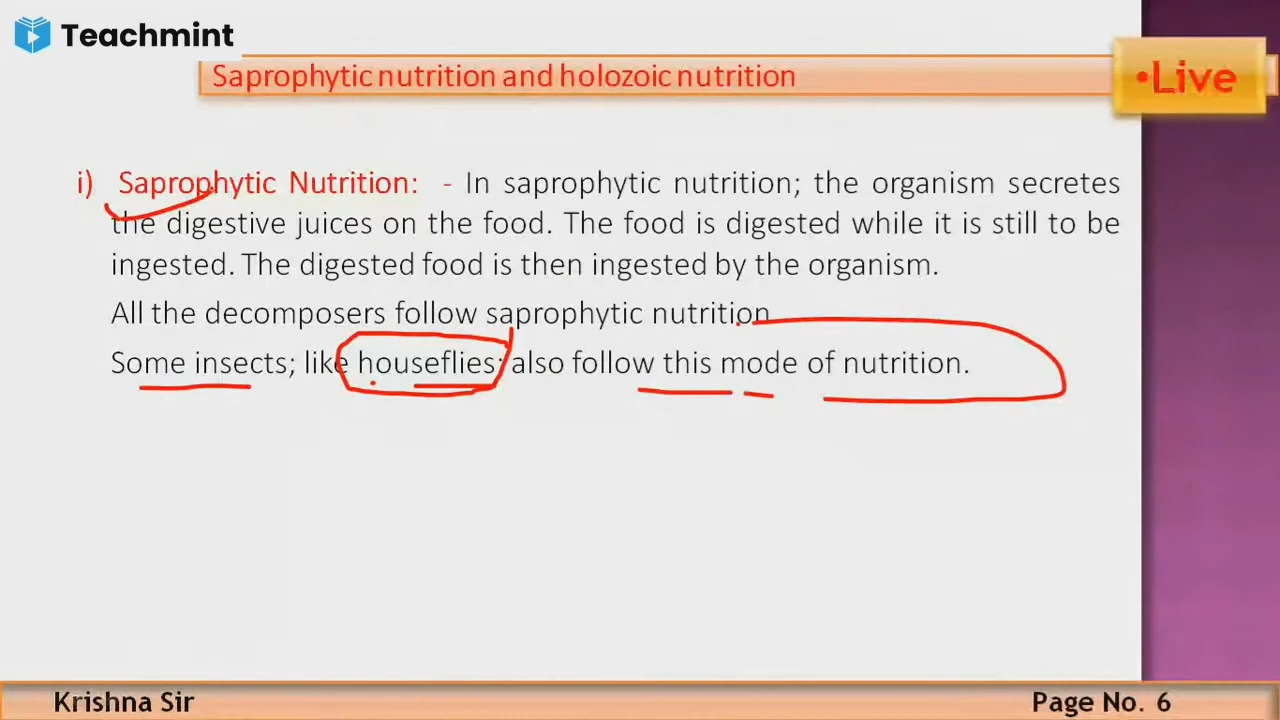 Teachmint
Saprophytic nutrition and holozoic nutrition
•Live
i) Saprophytic Nutrition: - In saprophytic nutrition; the organism secretes
the digestive juices on the food. The food is digested while it is still to be
ingested. The digested food is then ingested by the organism.
All the decomposers follow saprophytic nutrition
Some insects; like houseflies; also follow this mode of nutrition.
Krishna Sir
Page No. 6